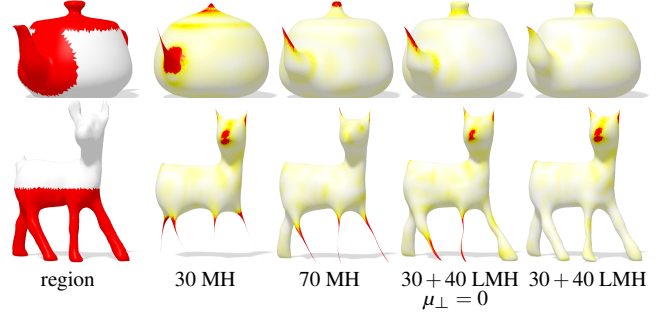 region 30 MH 70 MH 30 + 40 LMH 30 + 40 LMH
μ⊥ = 0